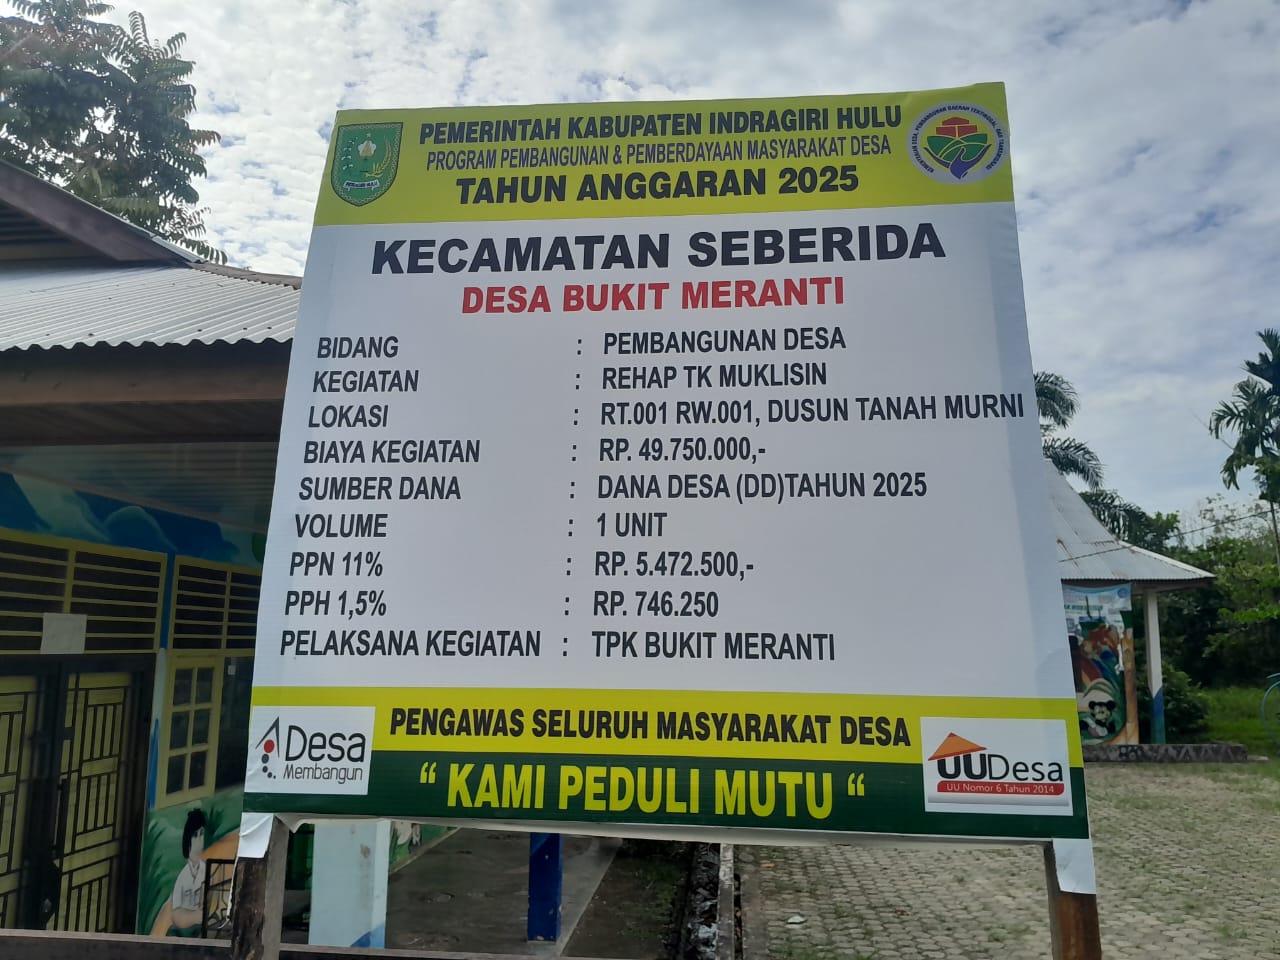 PEMERINTAH KABUPATEN INDRAGIRI HULU
PROGRAM PEMBANGUNAN & PEMBERDAYAAN MASYARAKAT DESA
TAHUN ANGGARAN 2025
KECAMATAN SEBERIDA
DESA BUKIT MERANTI
BIDANG : PEMBANGUNAN DESA
KEGIATAN : REHAP TK MUKLISIN
LOKASI : RT.001 RW.001, DUSUN TANAH MURNI
BIAYA KEGIATAN : RP. 49.750.000,-
SUMBER DANA : DANA DESA (DD)TAHUN 2025
VOLUME : 1 UNIT
PPN 11% : RP. 5.472.500,-
PPH 1,5% : RP. 746.250
PELAKSANA KEGIATAN : TPK BUKIT MERANTI
PENGAWAS SELURUH MASYARAKAT DESA
“ KAMI PEDULI MUTU “
Desa
Membangun
UUDesa
UU Nomor 6 Tahun 2014